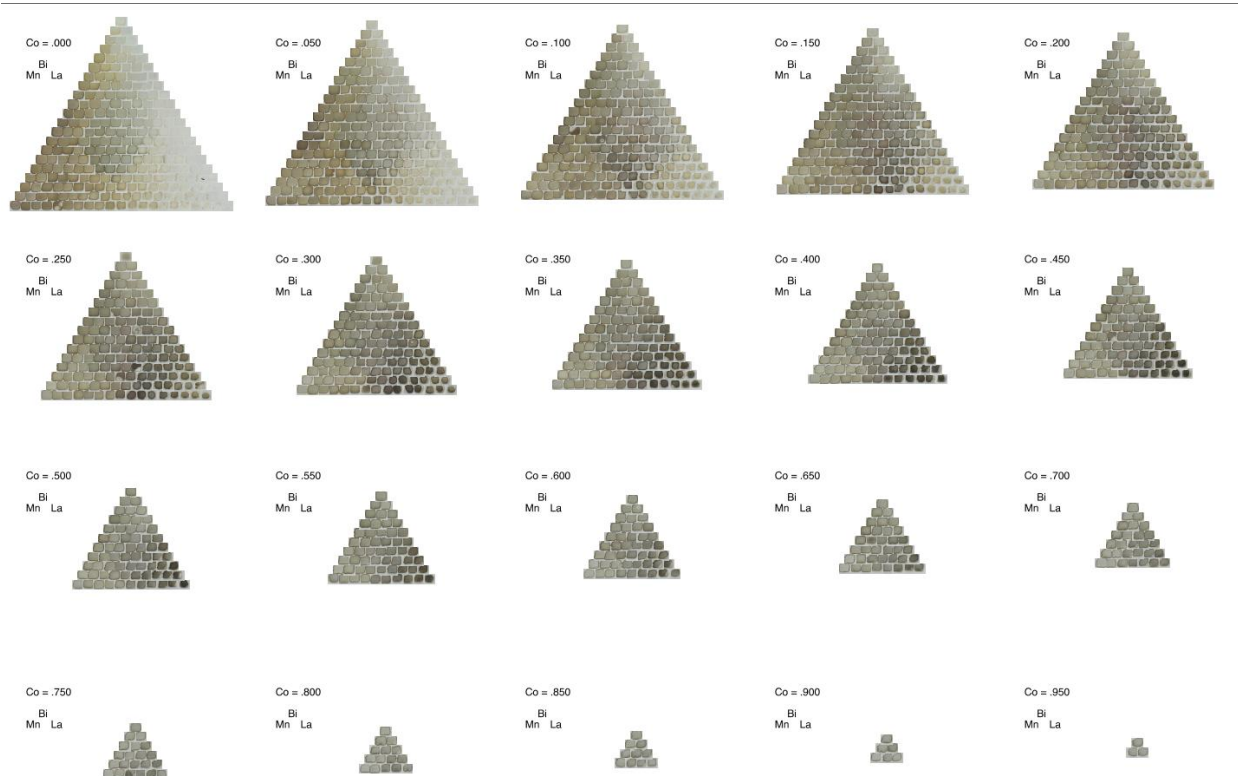 Co = .000
Bi
Mn La
Co = .050
Bi
Mn La
Co = .100
Bi
Mn La
Co = .150
Bi
Mn La
Co = .200
Bi
Mn La
Co = .250
Bi
Mn La
Co = .300
Bi
Mn La
Co = .350
Bi
Mn La
Co = .400
Bi
Mn La
Co = .450
Bi
Mn La
Co = .500
Bi
Mn La
Co = .550
Bi
Mn La
Co = .600
Bi
Mn La
Co = .650
Bi
Mn La
Co = .700
Bi
Mn La
Co = .750
Bi
Mn La
Co = .800
Bi
Mn La
Co = .850
Bi
Mn La
Co = .900
Bi
Mn La
Co = .950
Bi
Mn La